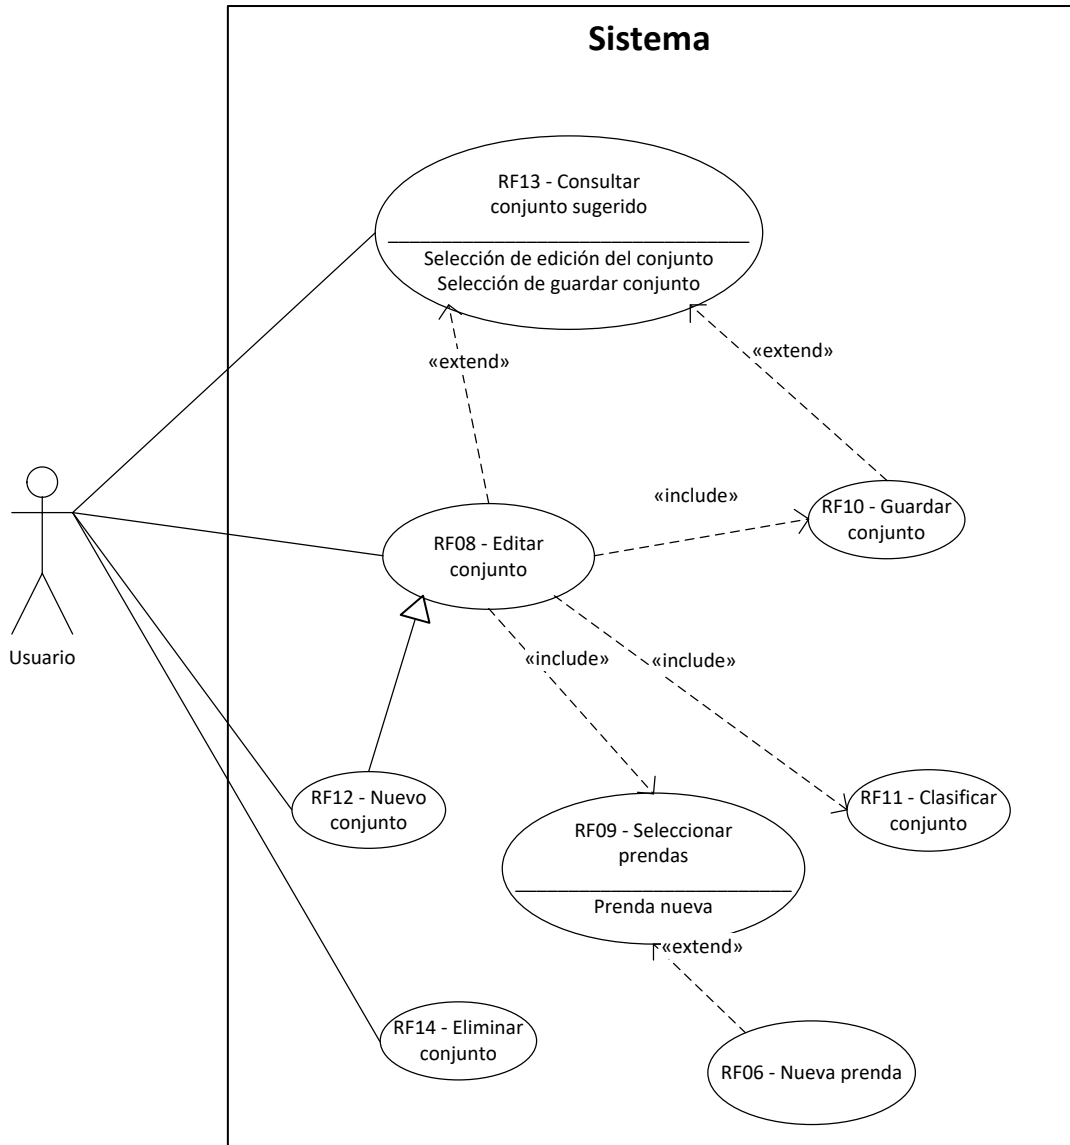 Sistema
RF13 - Consultar
conjunto sugerido
Selección de edición del conjunto
Selección de guardar conjunto
«extend»
«extend»
«include»
RF10 - Guardar
conjunto
RF08 - Editar
conjunto
Usuario
«include»
«include»
RF12 - Nuevo
conjunto
RF09 - Seleccionar
prendas
Prenda nueva
RF11 - Clasificar
conjunto
«extend»
RF14 - Eliminar
conjunto
RF06 - Nueva prenda